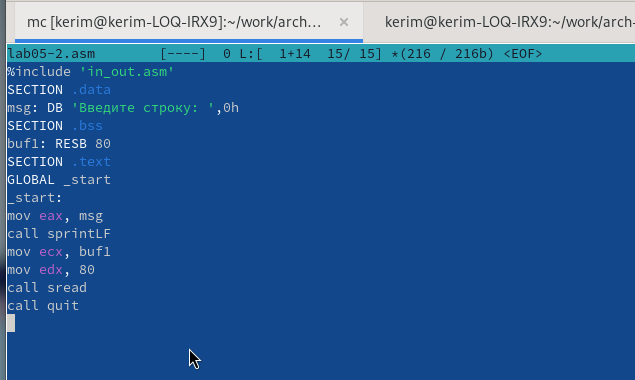 mc [kerim@kerim-LOQ-IRX9]:~/work/arch... × kerim@kerim-LOQ-IRX9:~/work/arch-
lab05-2.asm [----] 0 L:[ 1+14 15/ 15] *(216 / 216b) <EOF>
%include 'in_out.asm'
SECTION .data
msg: DB 'Введите строку: ',0h
SECTION .bss
buf1: RESB 80
SECTION .text
GLOBAL _start
_start:
mov eax, msg
call sprintLF
mov ecx, buf1
mov edx, 80
call sread
call quit